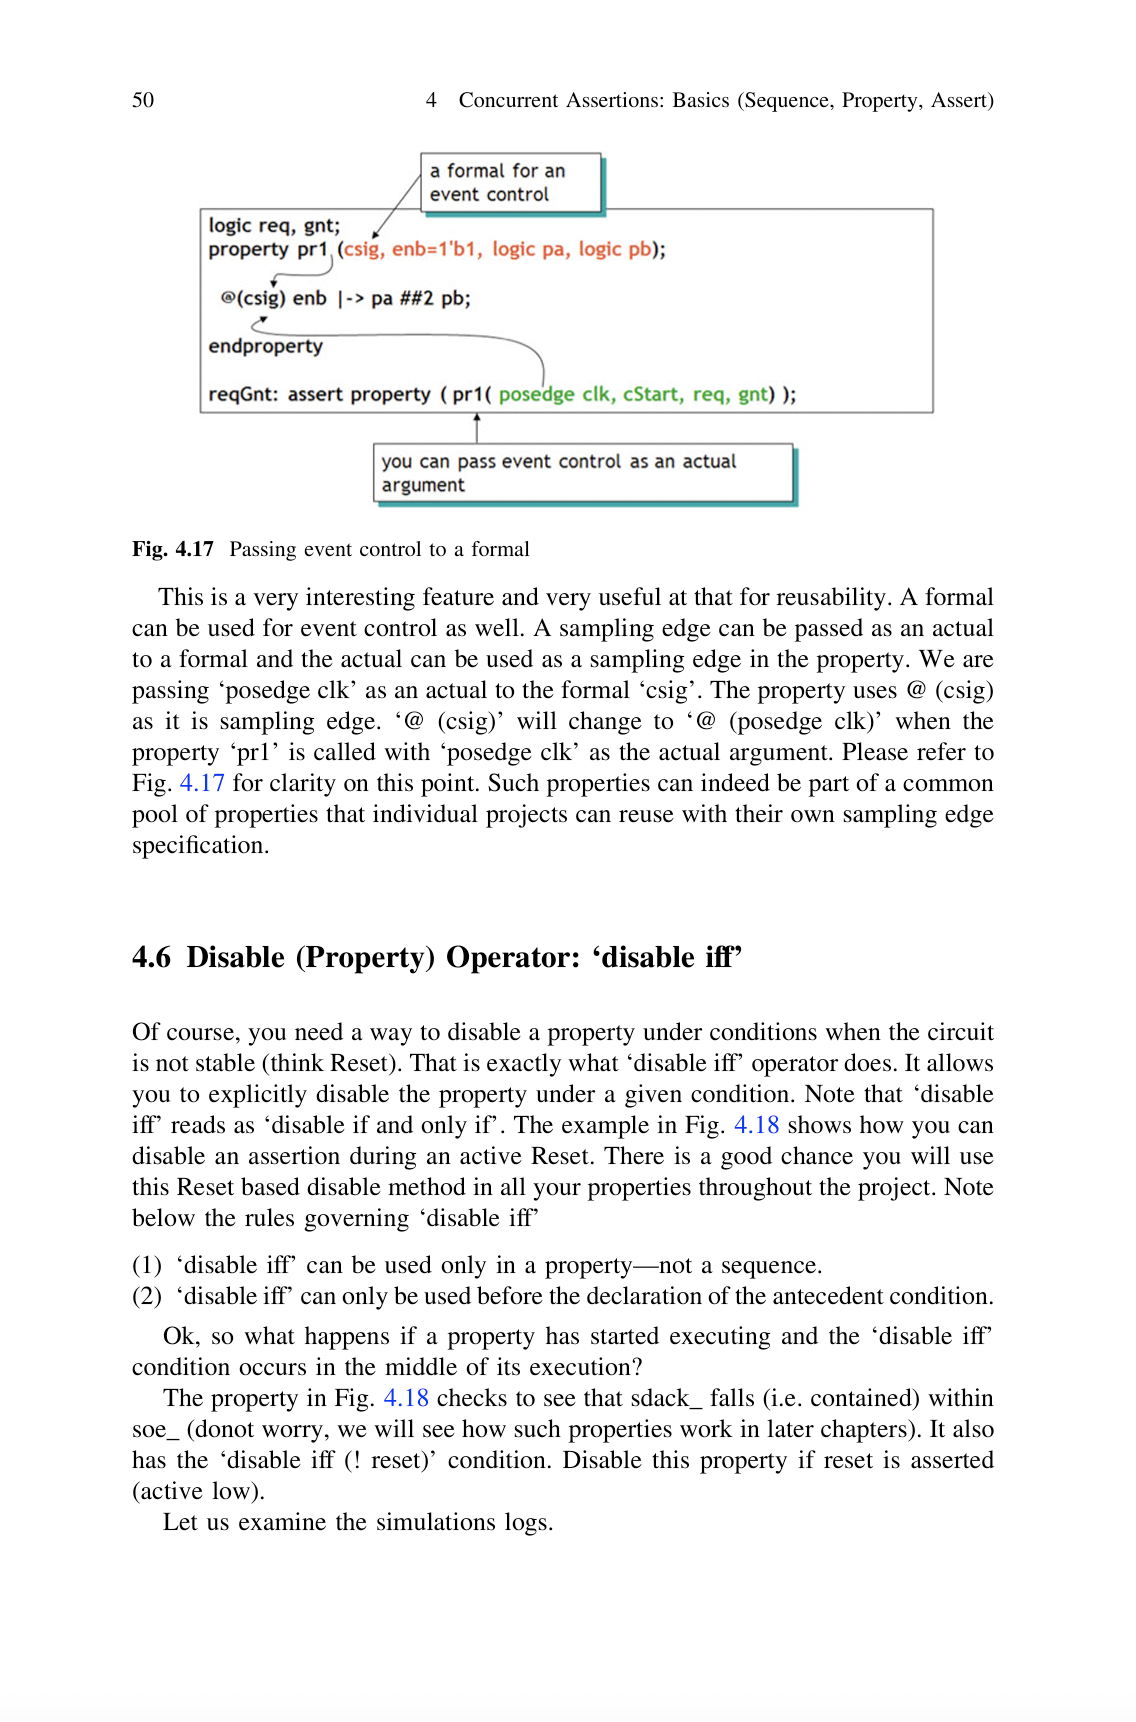 50
4 Concurrent Assertions: Basics (Sequence, Property, Assert)
a formal for an
event control
logic req, gnt;
property pr1 (csig, enb=1'b1, logic pa, logic pb);
@(csig) enb |-> pa ##2 pb;
endproperty
reqGnt: assert property ( pr1( posedge clk, cStart, req, gnt) );
you can pass event control as an actual
argument
Fig. 4.17 Passing event control to a formal
This is a very interesting feature and very useful at that for reusability. A formal
can be used for event control as well. A sampling edge can be passed as an actual
to a formal and the actual can be used as a sampling edge in the property. We are
passing ‘posedge clk’ as an actual to the formal ‘csig’. The property uses @ (csig)
as it is sampling edge. ‘@ (csig)’ will change to ‘@ (posedge clk)’ when the
property ‘pr1’ is called with ‘posedge clk’ as the actual argument. Please refer to
Fig. 4.17 for clarity on this point. Such properties can indeed be part of a common
pool of properties that individual projects can reuse with their own sampling edge
specification.
4.6 Disable (Property) Operator: ‘disable iff’
Of course, you need a way to disable a property under conditions when the circuit
is not stable (think Reset). That is exactly what ‘disable iff’ operator does. It allows
you to explicitly disable the property under a given condition. Note that ‘disable
iff’ reads as ‘disable if and only if’. The example in Fig. 4.18 shows how you can
disable an assertion during an active Reset. There is a good chance you will use
this Reset based disable method in all your properties throughout the project. Note
below the rules governing ‘disable iff’
(1) ‘disable iff’ can be used only in a property—not a sequence.
(2) ‘disable iff’ can only be used before the declaration of the antecedent condition.
Ok, so what happens if a property has started executing and the ‘disable iff’
condition occurs in the middle of its execution?
The property in Fig. 4.18 checks to see that sdack_ falls (i.e. contained) within
soe_ (donot worry, we will see how such properties work in later chapters). It also
has the ‘disable iff (! reset)’ condition. Disable this property if reset is asserted
(active low).
Let us examine the simulations logs.